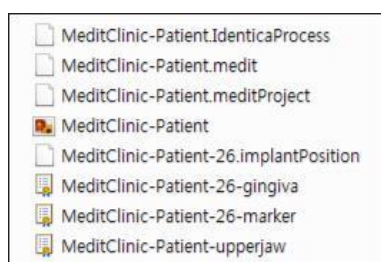 MeditClinic-Patient.IdenticaProcess
MeditClinic-Patient.medit
MeditClinic-Patient.meditProject
MeditClinic-Patient
MeditClinic-Patient-26.implantPosition
MeditClinic-Patient-26-gingiva
MeditClinic-Patient-26-marker
MeditClinic-Patient-upperjaw